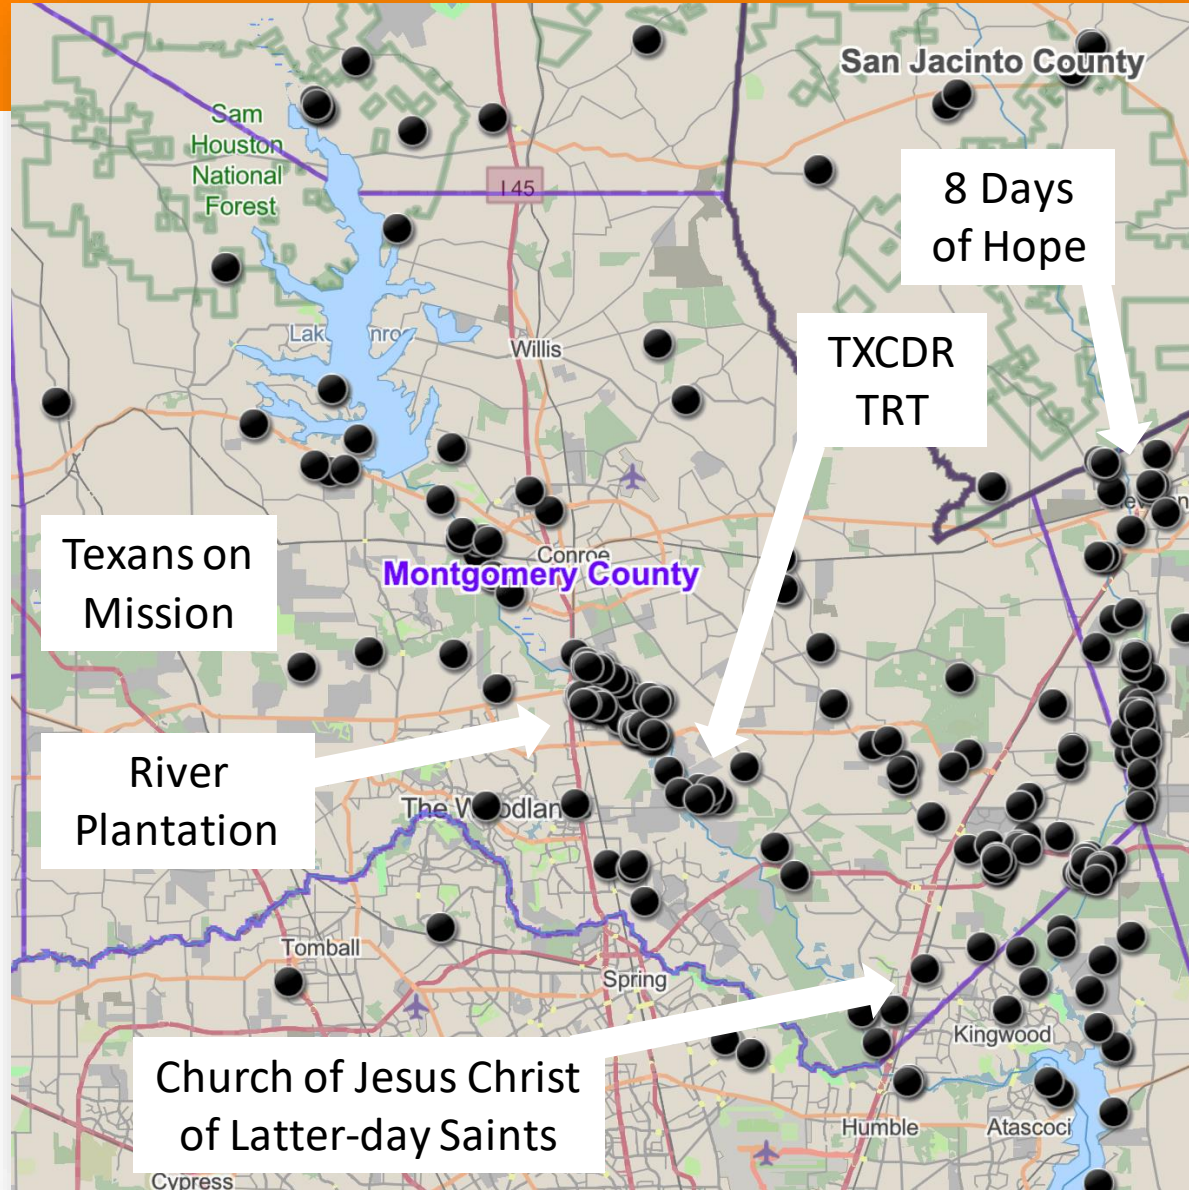 San Jacinto County
Sam
Houston
National
Forest
I 45
8 Days
of Hope
Willis
TXCDR
TRT
Texans on
Mission
Conroe
Montgomery County
River
Plantation
Tomball
Spring
Kingwood
Church of Jesus Christ
of Latter-day Saints
Humble
Atascoci
Cypress